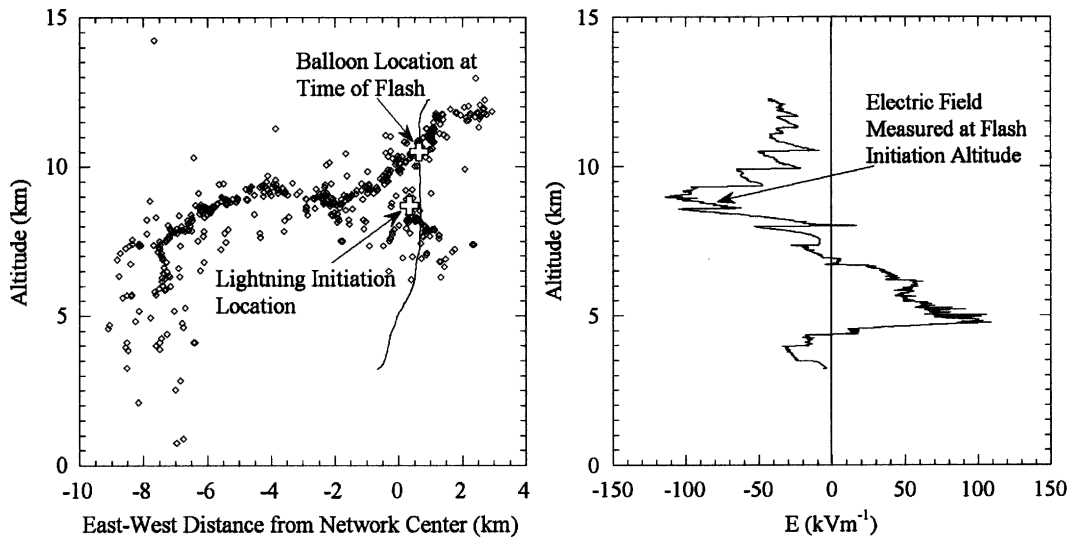 15
10
5
0
Altitude (km)
-10
-8
-6
-4
-2
0
2
4
East-West Distance from Network Center (km)
Balloon Location at
Time of Flash
Lightning Initiation
Location
15
10
5
0
Altitude (km)
-150
-100
-50
0
50
100
150
E (kVm⁻¹)
Electric Field
Measured at Flash
Initiation Altitude